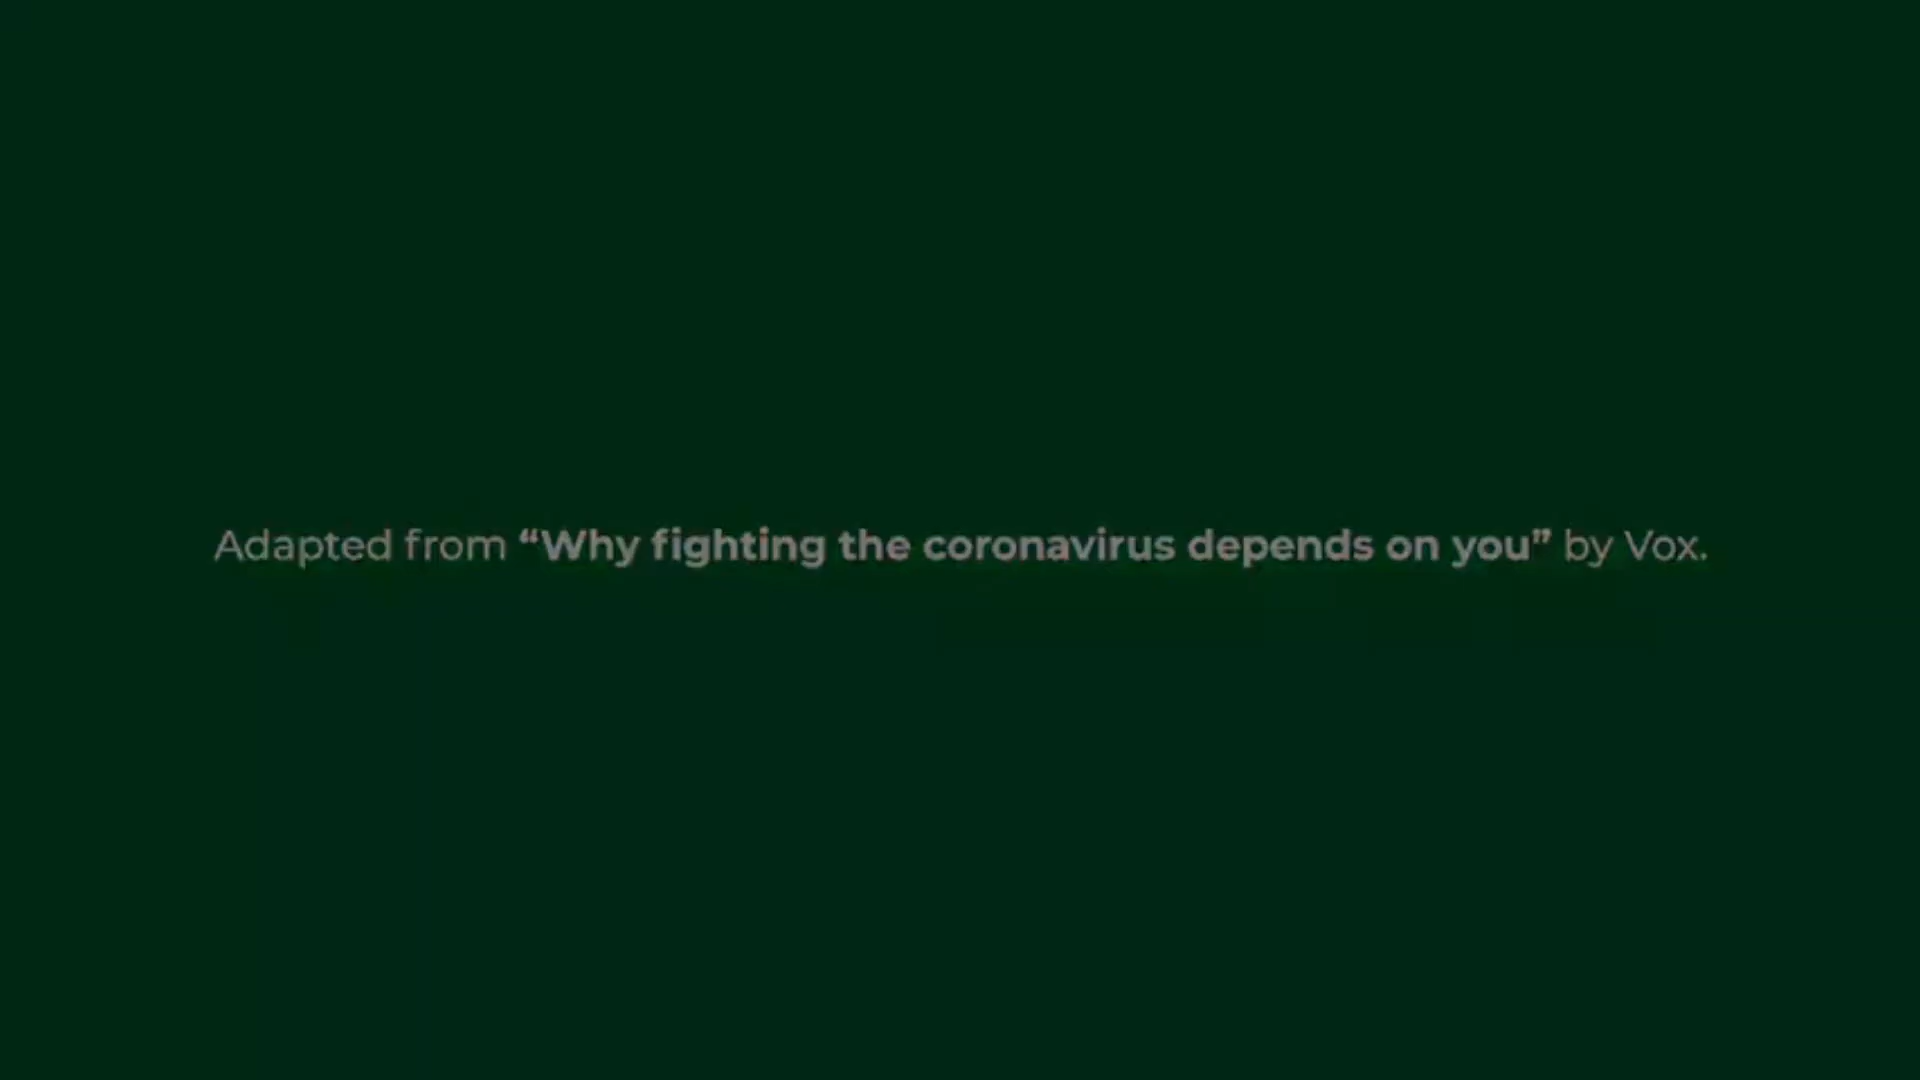 Adapted from “Why fighting the coronavirus depends on you” by Vox.